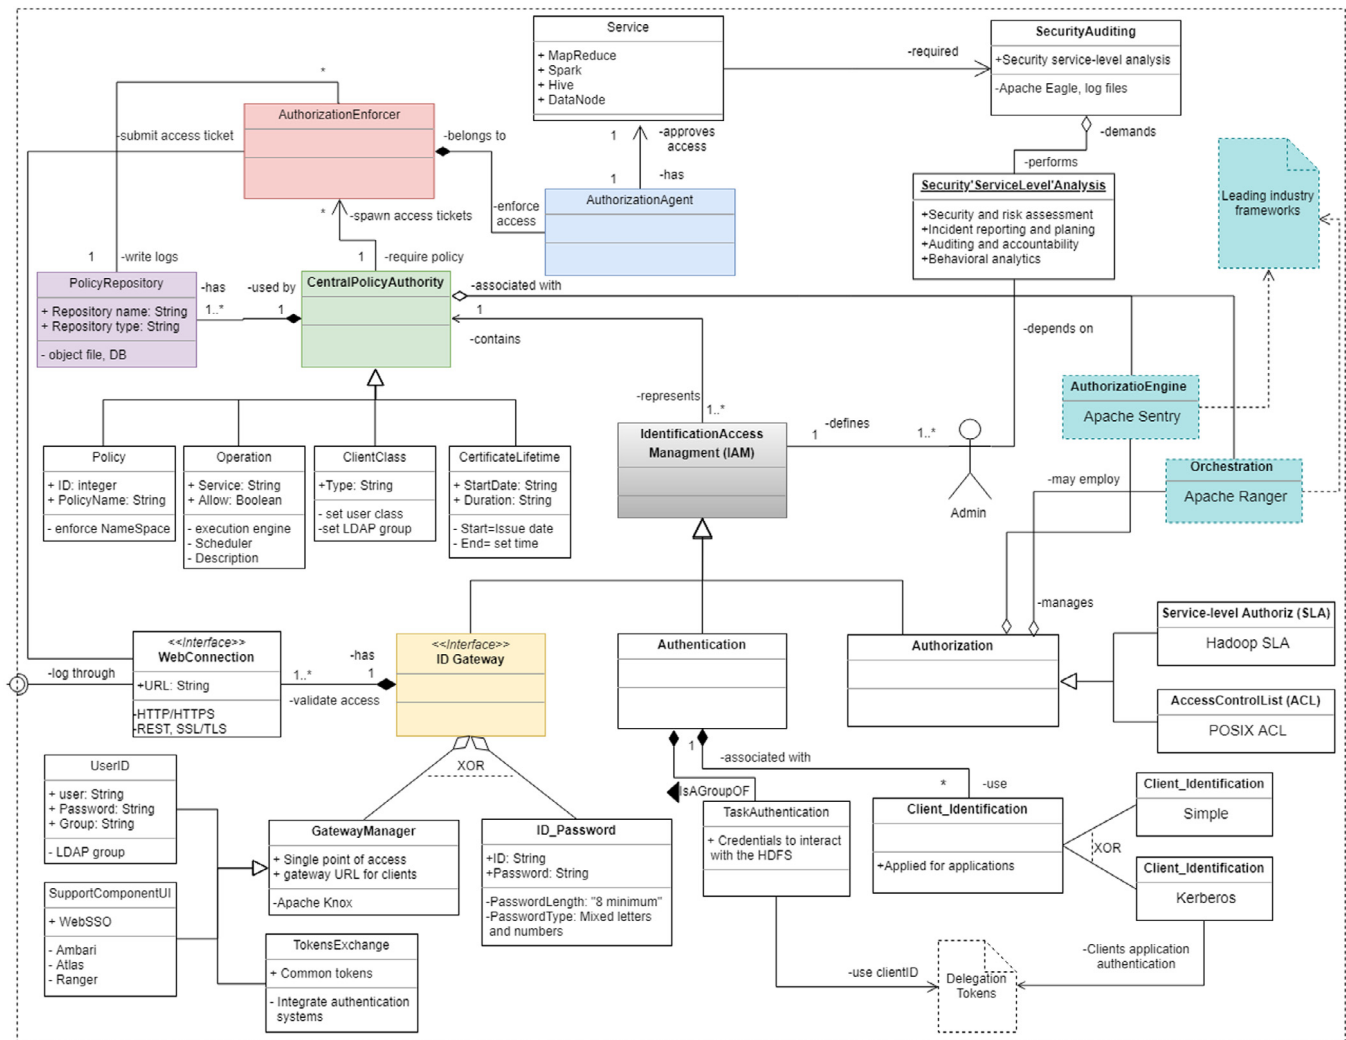 Service
+ MapReduce
+ Spark
+ Hive
+ DataNode
-required
SecurityAuditing
+Security service-level analysis
-Apache Eagle, log files
-demands
-performs
Security'ServiceLevel'Analysis
+Security and risk assessment
+Incident reporting and planing
+Auditing and accountability
+Behavioral analytics
Leading industry
frameworks
*
AuthorizationEnforcer
-submit access ticket
-belongs to
1
-approves
access
1
-has
AuthorizationAgent
-enforce
access
*
-spawn access tickets
1
-write logs
1
-require policy
PolicyRepository
+ Repository name: String
+ Repository type: String
- object file, DB
-has
1..*
-used by
1
CentralPolicyAuthority
-associated with
1
-contains
-depends on
-represents
1..*
IdentificationAccess
Managment (IAM)
-defines
1
1..*
Admin
AuthorizatioEngine
Apache Sentry
Orchestration
Apache Ranger
-may employ
-manages
Policy
+ ID: integer
+ PolicyName: String
- enforce NameSpace
Operation
+ Service: String
+ Allow: Boolean
- execution engine
- Scheduler
- Description
ClientClass
+Type: String
- set user class
-set LDAP group
CertificateLifetime
+ StartDate: String
+ Duration: String
- Start=Issue date
- End= set time
-log through
<<Interface>>
WebConnection
+URL: String
-HTTP/HTTPS
-REST, SSL/TLS
-has
1..*
1
-validate access
<<Interface>>
ID Gateway
Authentication
Authorization
Service-level Authoriz (SLA)
Hadoop SLA
AccessControlList (ACL)
POSIX ACL
XOR
1
-associated with
*
-use
IsAGroupOF
UserID
+ user: String
+ Password: String
+ Group: String
- LDAP group
SupportComponentUI
+ WebSSO
- Ambari
- Atlas
- Ranger
GatewayManager
+ Single point of access
+ gateway URL for clients
-Apache Knox
TokensExchange
+ Common tokens
- Integrate authentication
systems
ID_Password
+ID: String
+Password: String
-PasswordLength: "8 minimum"
-PasswordType: Mixed letters
and numbers
TaskAuthentication
+ Credentials to interact
with the HDFS
Client_Identification
+Applied for applications
Client_Identification
Simple
XOR
Client_Identification
Kerberos
-Clients application
authentication
-use clientID
Delegation
Tokens